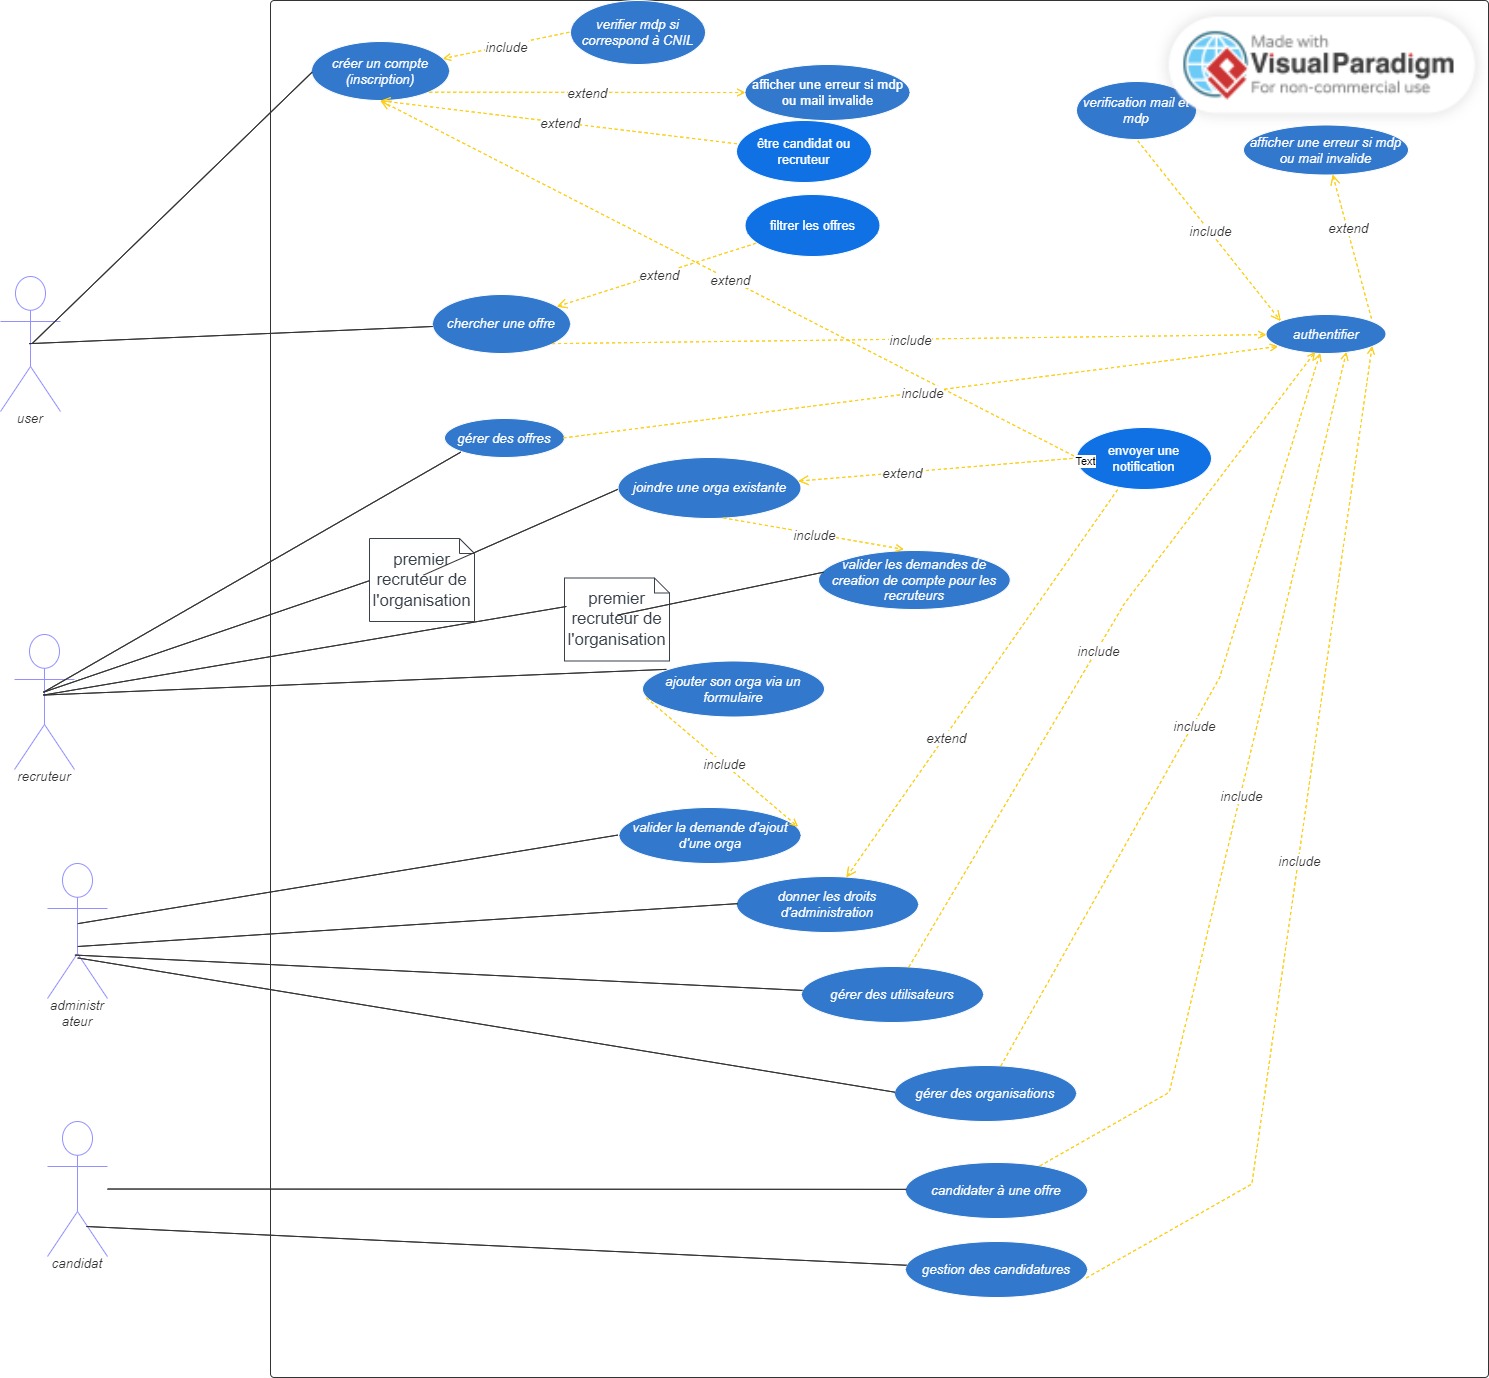 verifier mdp si
correspond à CNIL
include
créer un compte
(inscription)
Made with
VisualParadigm
For non-commercial use
afficher une erreur si mdp
ou mail invalide
extend
extend
verification mail et
mdp
être candidat ou
recruteur
afficher une erreur si mdp
ou mail invalide
filtrer les offres
include
extend
extend
extend
chercher une offre
include
authentifier
user
include
gérer des offres
envoyer une
notification
Text
extend
joindre une orga existante
include
premier
recruteur de
l'organisation
valider les demandes de
creation de compte pour les
recruteurs
premier
recruteur de
l'organisation
include
ajouter son orga via un
formulaire
recruteur
include
extend
include
include
valider la demande d'ajout
d'une orga
include
donner les droits
d'administration
administr
ateur
gérer des utilisateurs
gérer des organisations
candidater à une offre
candidat
gestion des candidatures